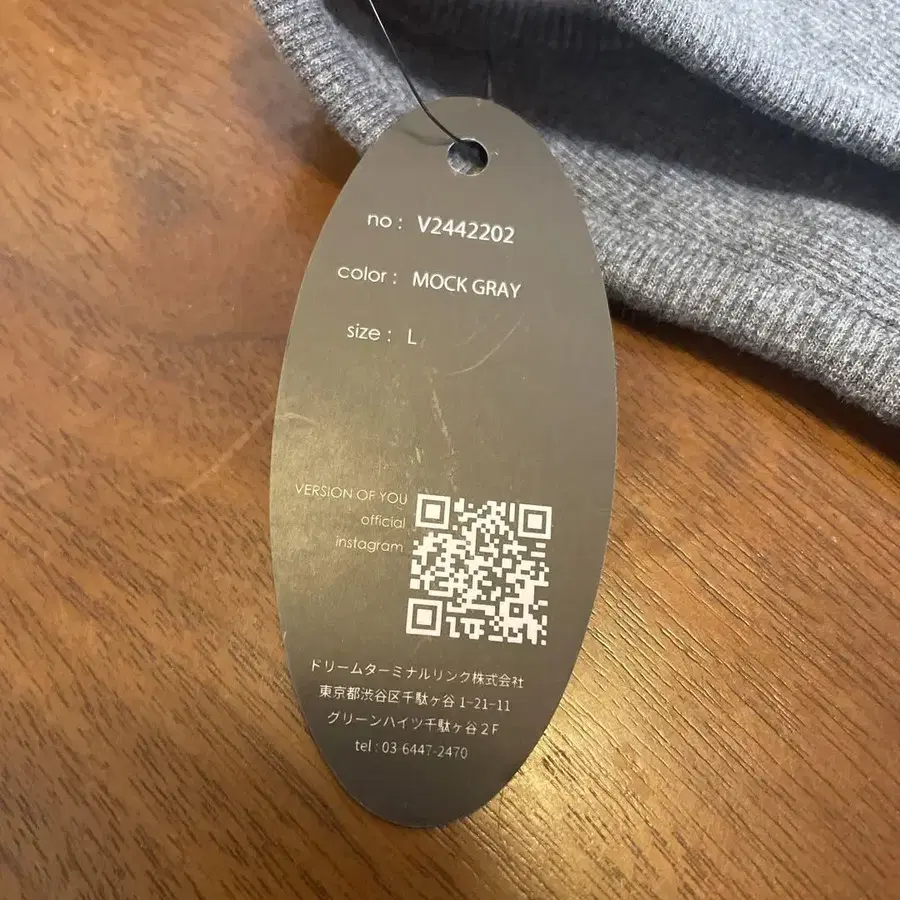 no : V2442202
color : MOCK GRAY
size : L
VERSION OF YOU
official
instagram
ドリームターミナルリンク株式会社
東京都渋谷区千駄ヶ谷 1-21-11
グリーンハイツ千駄ヶ谷 2F
tel : 03-6447-2470